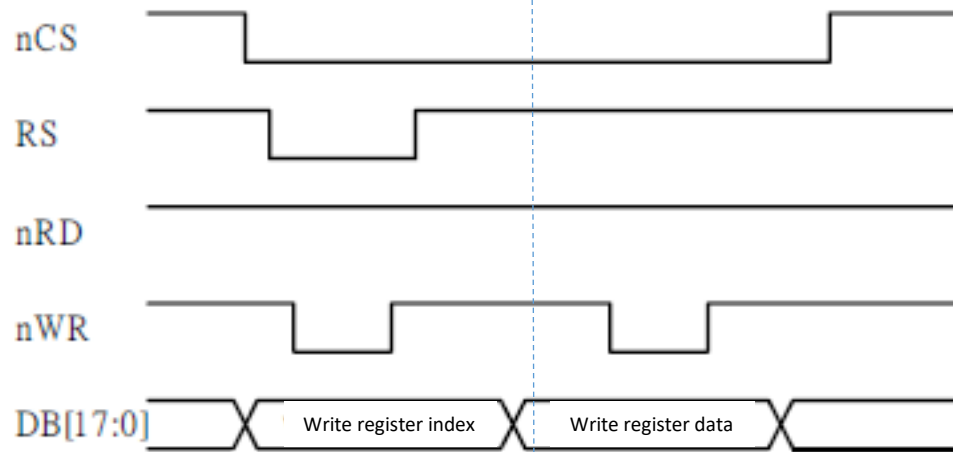 nCS
RS
nRD
nWR
DB[17:0]
Write register index
Write register data